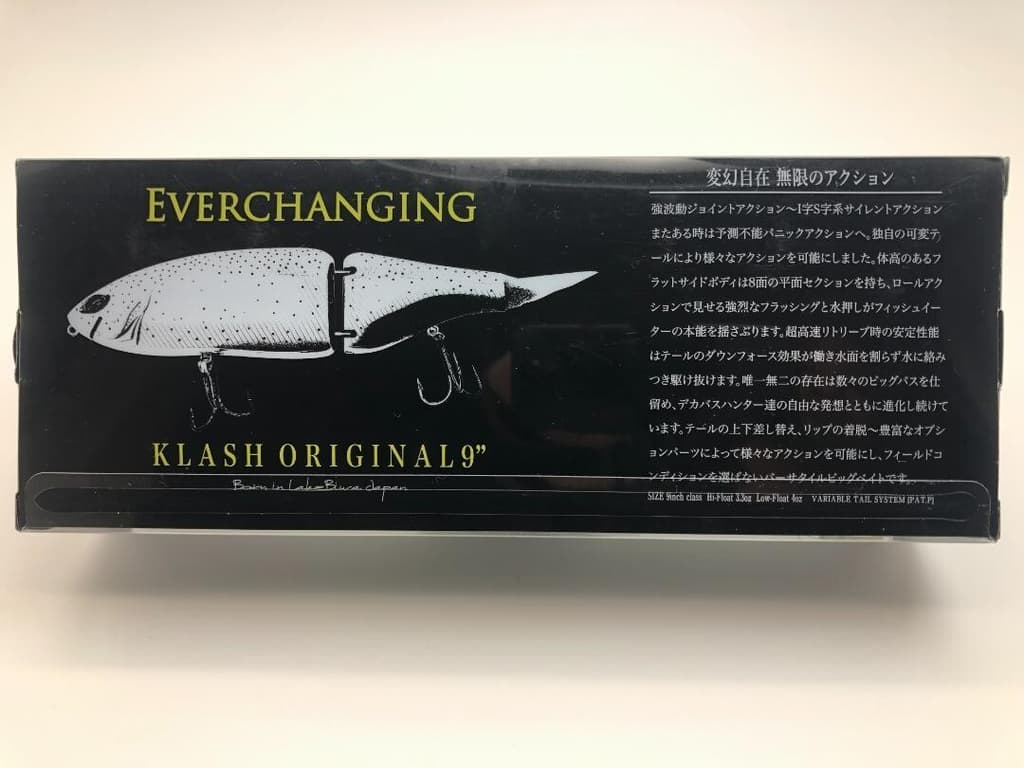 EVERCHANGING
KLASH ORIGINAL 9”
Born in Lake Biwa Japan
変幻自在 無限のアクション
強波動ジョイントアクション〜I字S字系サイレントアクション
またある時は予測不能パニックアクションへ。独自の可変テ
ールにより様々なアクションを可能にしました。体高のあるフ
ラットサイドボディは8面の平面セクションを持ち、ロールアク
ションで見せる強烈なフラッシングと水押しがフィッシュイー
ターの本能を揺さぶります。超高速リトリーブ時の安定性能
はテールのダウンフォース効果が働き水面を割らず水に絡み
つき駆け抜けます。唯一無二の存在は数々のビッグバスを仕
留め、デカバスハンター達の自由な発想とともに進化し続けて
います。テールの上下差し替え、リップの着脱〜豊富なオプシ
ョンパーツによって様々なアクションを可能にし、フィールドコ
ンディションを選ばないバーサタイルビッグベイトです。
SIZE 9inch class Hi-Float 3.3oz Low-Float 4oz VARIABLE TAIL SYSTEM [PAT.P]